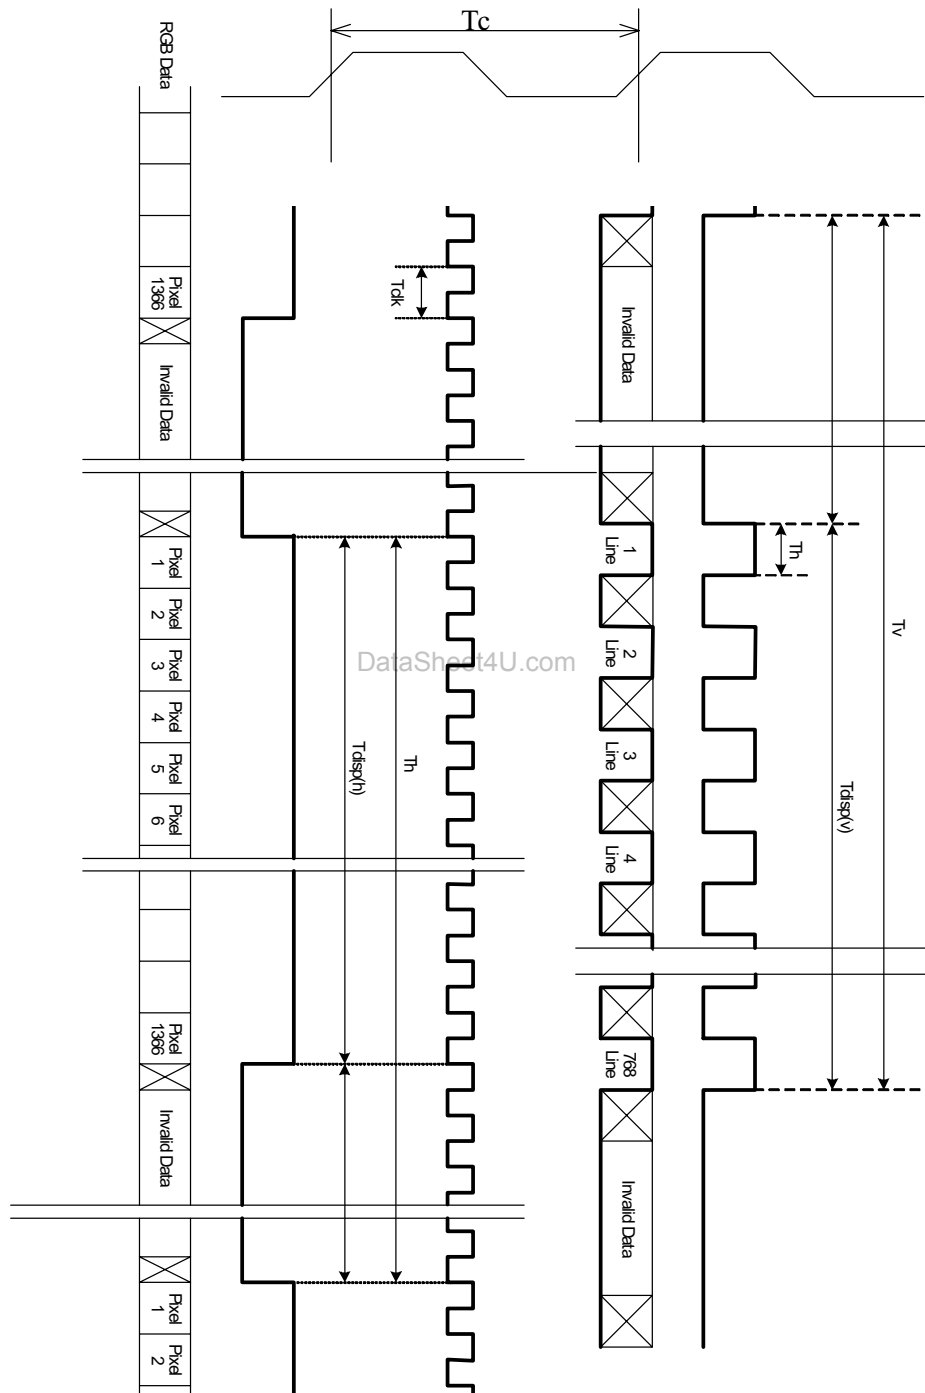 Tc
RGB Data
Pixel
1366
Invalid Data
Pixel
1
Pixel
2
Pixel
3
Pixel
4
Pixel
5
Pixel
6
Pixel
1366
Invalid Data
Pixel
1
Pixel
2
Tclk
Th
Tdisp(h)
DataSheet4U.com
Invalid Data
1
Line
2
Line
3
Line
4
Line
768
Line
Invalid Data
Th
Tdisp(v)
Tv